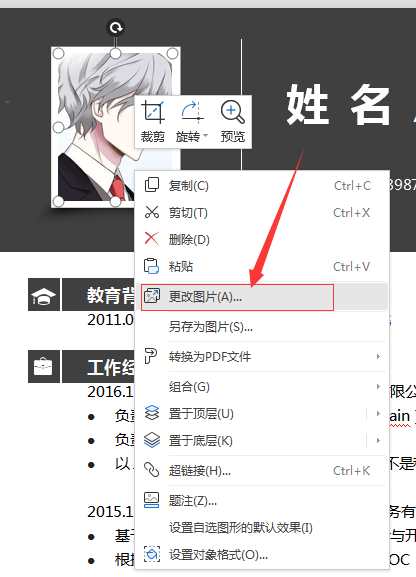 姓 名
裁剪 旋转 预览
3987
复制(C) Ctrl+C
剪切(T) Ctrl+X
删除(D)
粘贴 Ctrl+V
教育背
更改图片(A)...
2011.0
另存为图片(S)...
转换为PDF文件
工作经
组合(G)
2016.1
置于顶层(U)
负责
置于底层(K)
负责
以
超链接(H)...  Ctrl+K
不是
题注(Z)...
2015.1
务有
设置自选图形的默认效果(I)
基于
与开
设置对象格式(O)...
根据
OC